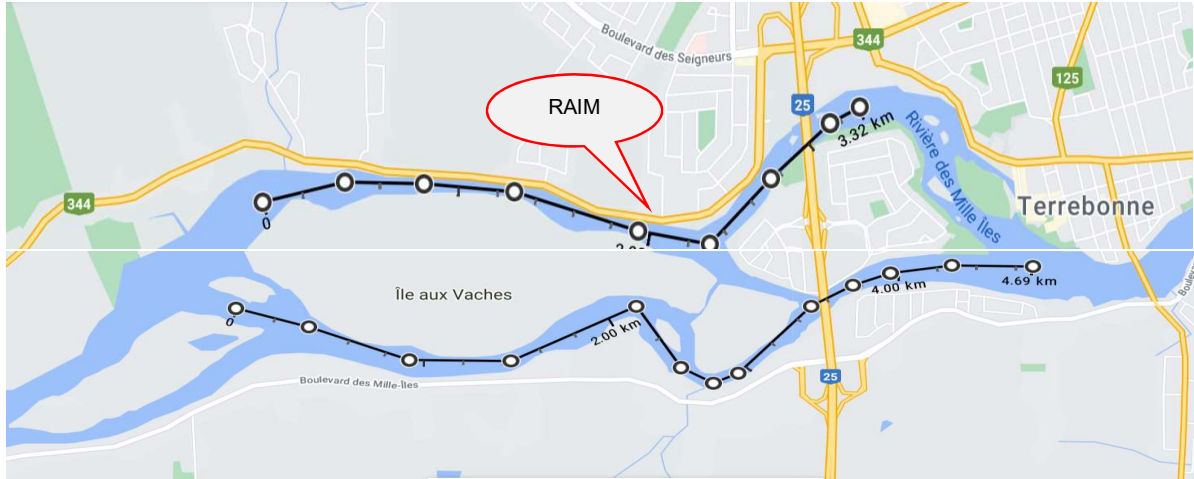 Boulevard des Seigneurs
344
125
RAIM
25
3.32 km
Rivière des Mille Îles
344
0
Terrebonne
Île aux Vaches
4.00 km
4.69 km
0
2.00 km
Boulevard des Mille-Îles
25